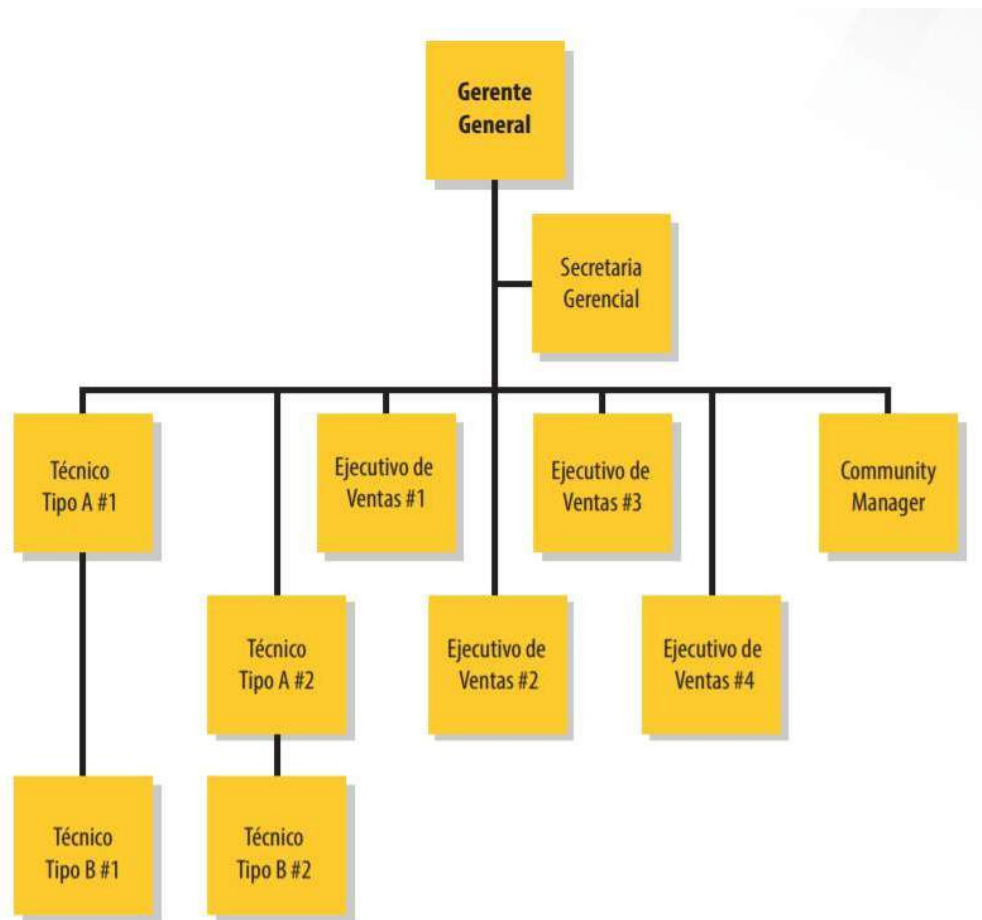 Gerente
General
Secretaria
Gerencial
Técnico
Tipo A #1
Ejecutivo de
Ventas #1
Ejecutivo de
Ventas #3
Community
Manager
Técnico
Tipo A #2
Ejecutivo de
Ventas #2
Ejecutivo de
Ventas #4
Técnico
Tipo B #1
Técnico
Tipo B #2